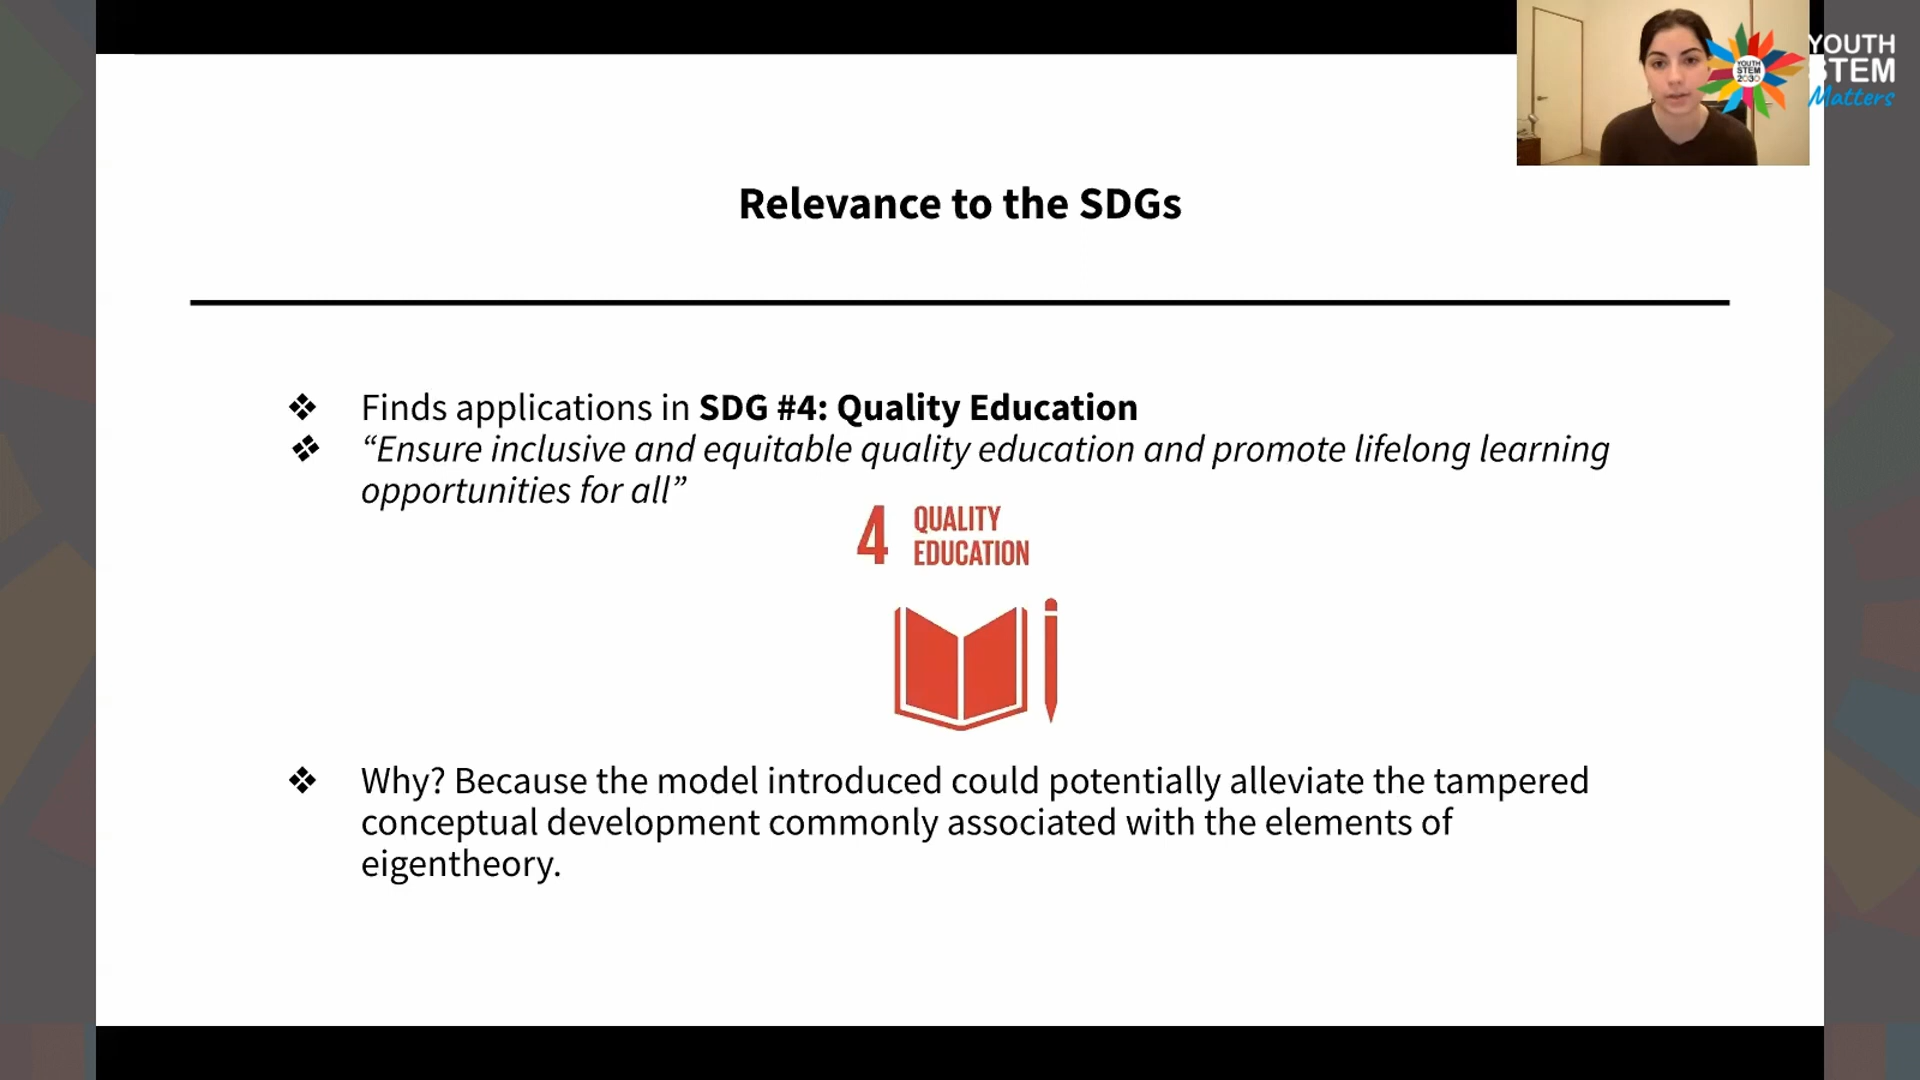 YOUTH
STEM
Matters
YOUTH
STEM
2030
Relevance to the SDGs
❖ Finds applications in SDG #4: Quality Education
❖ “Ensure inclusive and equitable quality education and promote lifelong learning
opportunities for all”
4 QUALITY
EDUCATION
❖ Why? Because the model introduced could potentially alleviate the tampered
conceptual development commonly associated with the elements of
eigentheory.